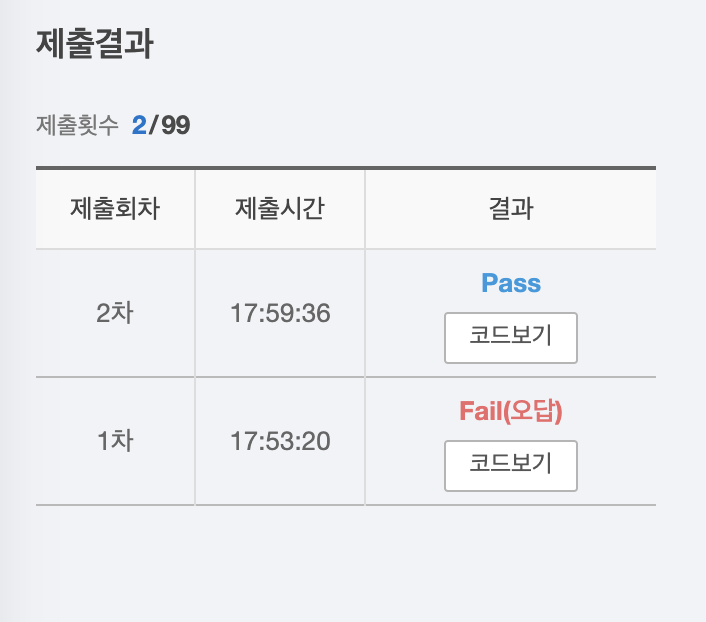 제출결과
제출횟수 2/99
제출회차 제출시간 결과
2차 17:59:36 Pass
코드보기
1차 17:53:20 Fail(오답)
코드보기